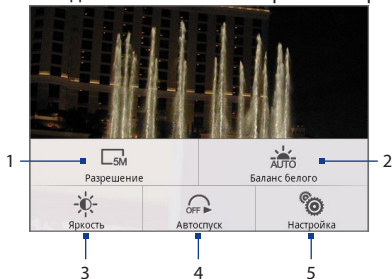 5M
AUTO
1
2
Разрешение
Баланс белого
OFF
Яркость
Автоспуск
Настройка
3
4
5